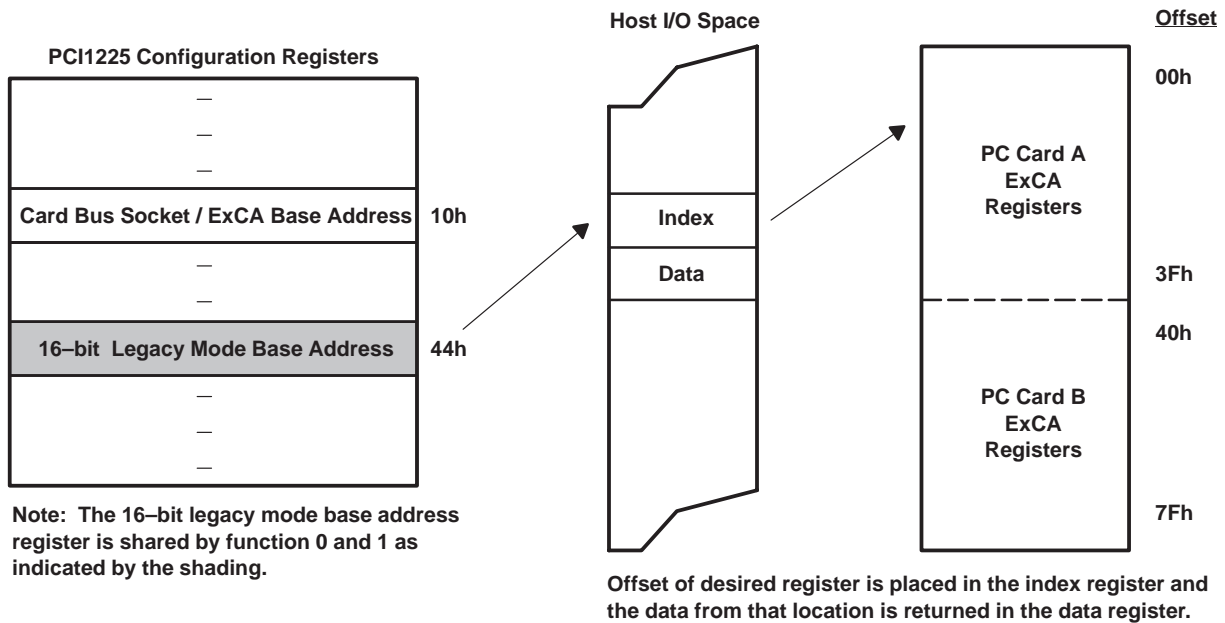 PCI1225 Configuration Registers
—
—
—
Card Bus Socket / ExCA Base Address
10h
—
—
16–bit Legacy Mode Base Address
44h
—
—
—
Note: The 16–bit legacy mode base address
register is shared by function 0 and 1 as
indicated by the shading.
Host I/O Space
Index
Data
Offset
00h
PC Card A
ExCA
Registers
3Fh
40h
PC Card B
ExCA
Registers
7Fh
Offset of desired register is placed in the index register and
the data from that location is returned in the data register.